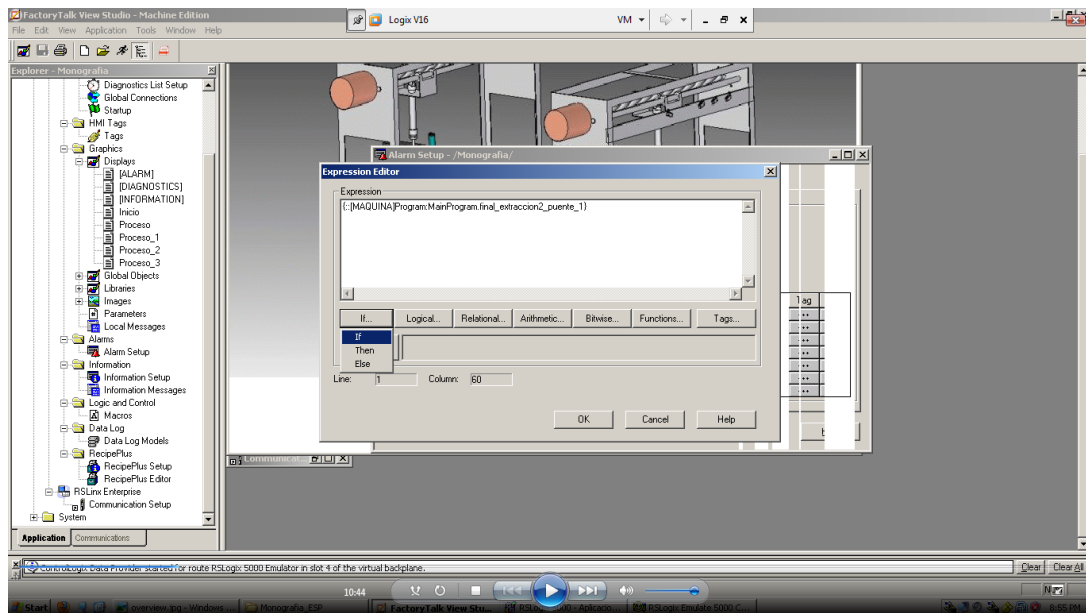 FactoryTalk View Studio - Machine Edition
Logix V16
VM
File Edit View Application Tools Window Help
Explorer - Monografia
Diagnostics List Setup
Global Connections
Startup
HMI Tags
Tags
Graphics
Displays
[ALARM]
[DIAGNOSTICS]
[INFORMATION]
Inicio
Proceso
Proceso_1
Proceso_2
Proceso_3
Global Objects
Libraries
Images
Parameters
Local Messages
Alarms
Alarm Setup
Information
Information Setup
Information Messages
Logic and Control
Macros
Data Log
Data Log Models
RecipePlus
RecipePlus Setup
RecipePlus Editor
RSLinx Enterprise
Communication Setup
System
Application Communications
Alarm Setup - /Monografia/
Expression Editor
Expression
{::[MAQUINA]Program:MainProgram.final_extraccion2_puente_1}
If... Logical... Relational... Arithmetic... Bitwise... Functions... Tags...
If
Then
Else
Line: 1 Column: 60
OK Cancel Help
Tag
Communicat...
ControlLogix Data Provider started for route RSLogix 5000 Emulator in slot 4 of the virtual backplane.
Clear Clear All
10:44
Start
overview.jpg - Windows ...
Monografia_ESP
FactoryTalk View Stu...
RSLogix Emulate 5000 C...
8:55